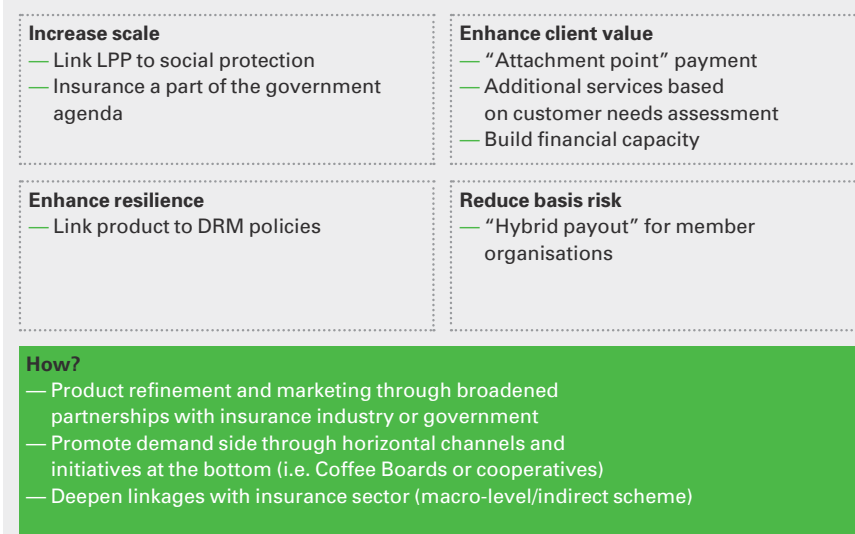 Increase scale
— Link LPP to social protection
— Insurance a part of the government
agenda
Enhance client value
— “Attachment point” payment
— Additional services based
on customer needs assessment
— Build financial capacity
Enhance resilience
— Link product to DRM policies
Reduce basis risk
— “Hybrid payout” for member
organisations
How?
— Product refinement and marketing through broadened
partnerships with insurance industry or government
— Promote demand side through horizontal channels and
initiatives at the bottom (i.e. Coffee Boards or cooperatives)
— Deepen linkages with insurance sector (macro-level/indirect scheme)